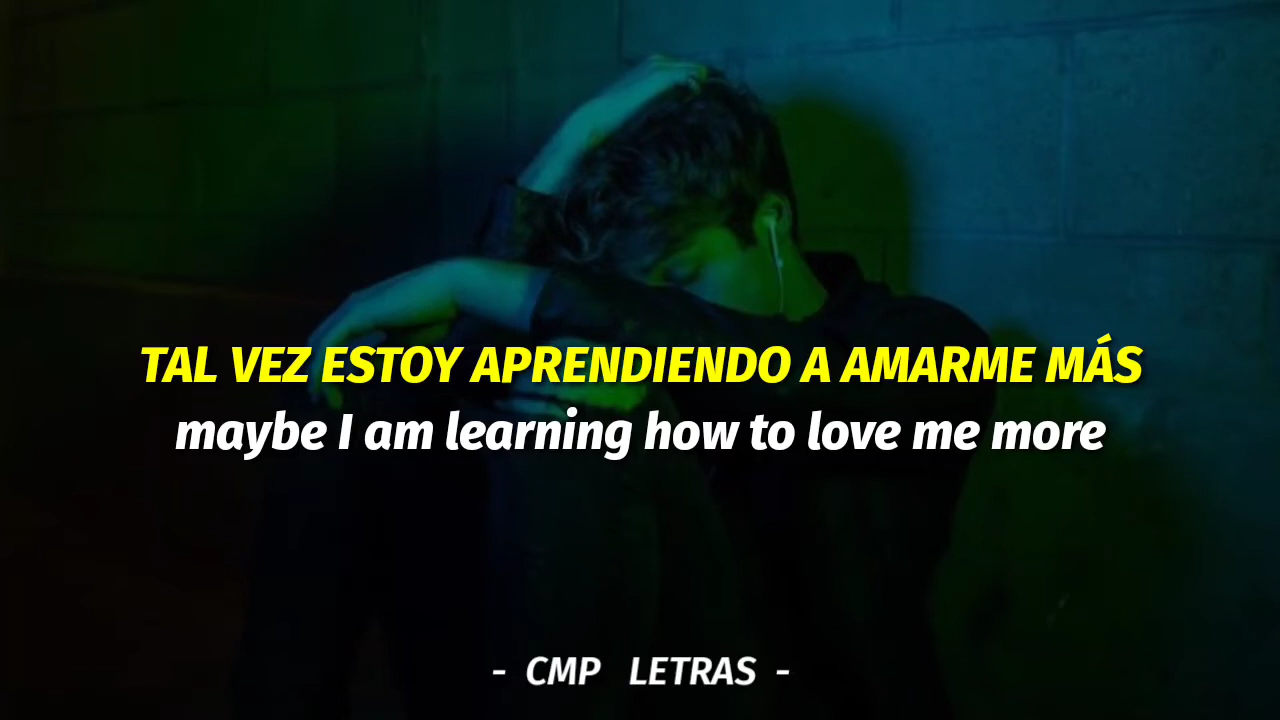 TAL VEZ ESTOY APRENDIENDO A AMARME MÁS
maybe I am learning how to love me more
- CMP LETRAS -